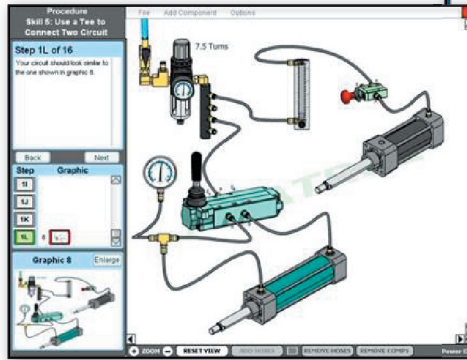 Procedure
Skill 5: Use a Tee to
Connect Two Circuit
File Add Component Options
Step 1L of 16
Your circuit should look similar to
the one shown in graphic 8.
7.5 Turns
Back Next
Step Graphic
1I
1J
1K
1L
Graphic 8 Enlarge
ZOOM RESET VIEW ADD HOSES REMOVE HOSES REMOVE COMPS